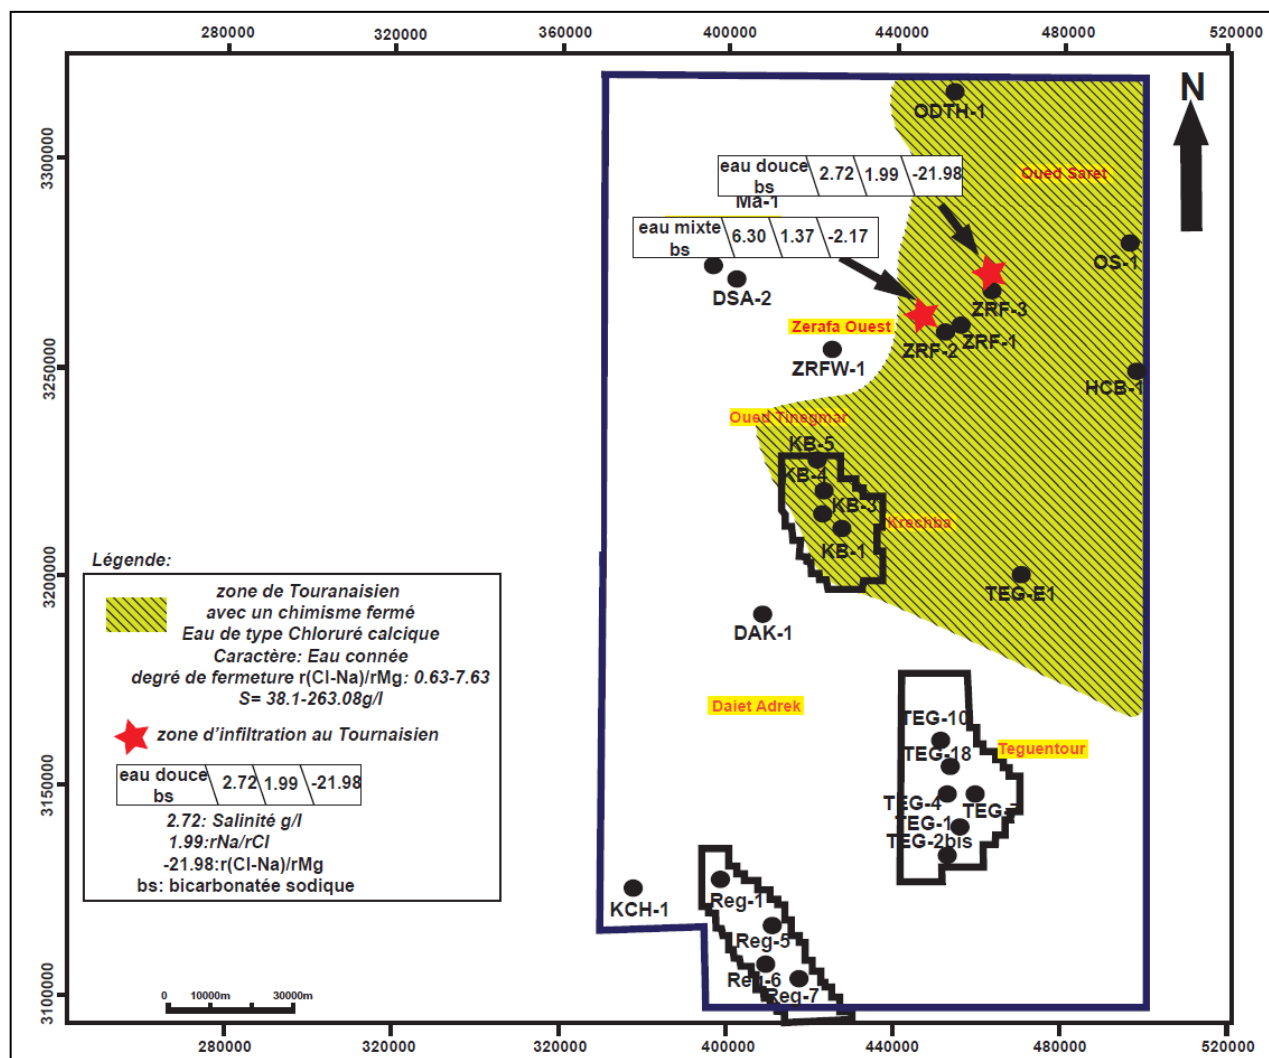 280000 320000 360000 400000 440000 480000 520000
N
ODTH-1
3300000
eau douce bs 2.72 1.99 -21.98
Oued Saret
Ma-1
eau mixte bs 6.30 1.37 -2.17
OS-1
DSA-2
ZRF-3
Zerafa Ouest
ZRF-2
ZRF-1
3250000
ZRFW-1
HCB-1
Oued Tinegmar
KB-5
KB-4
KB-3
Krechba
KB-1
3200000
TEG-E1
DAK-1
Légende:
zone de Touranaisien
avec un chimisme fermé
Eau de type Chloruré calcique
Caractère: Eau connée
degré de fermeture r(Cl-Na)/rMg: 0.63-7.63
S= 38.1-263.08g/l
zone d'infiltration au Tournaisien
eau douce bs 2.72 1.99 -21.98
2.72: Salinité g/l
1.99:rNa/rCl
-21.98:r(Cl-Na)/rMg
bs: bicarbonatée sodique
Daiet Adrek
TEG-10
Teguentour
TEG-18
3150000
TEG-4
TEG-1
TEG-2bis
KCH-1
Reg-1
Reg-5
Reg-6
Reg-7
3100000
0 10000m 30000m
280000 320000 320000 400000 440000 480000 520000